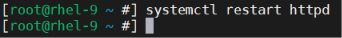 [root@rhel-9 ~ #] systemctl restart httpd
[root@rhel-9 ~ #]